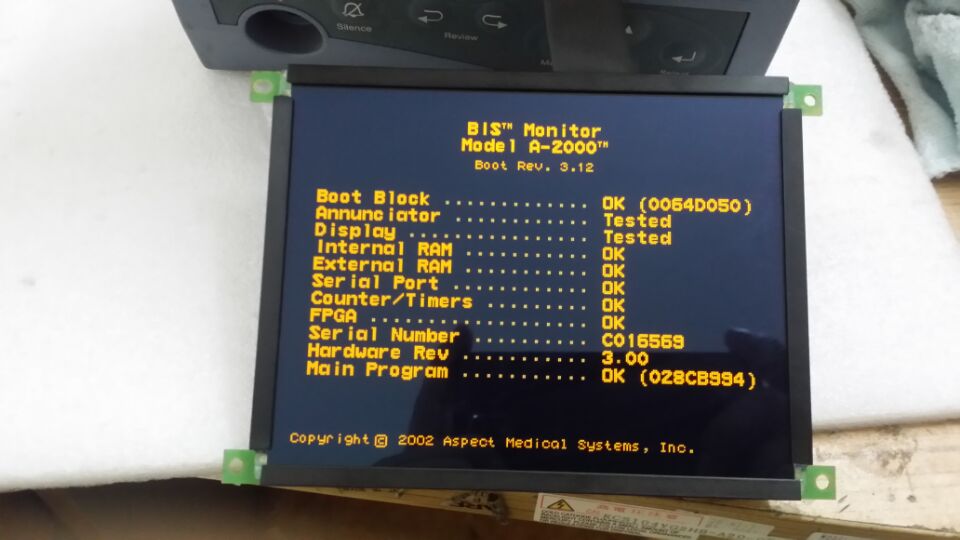 Silence
Review
BIS™ Monitor
Model A-2000™
Boot Rev. 3.12
Boot Block ............ OK (0064D050)
Annunciator ........... Tested
Display ............... Tested
Internal RAM .......... OK
External RAM .......... OK
Serial Port ........... OK
Counter/Timers ........ OK
FPGA .................. OK
Serial Number ......... C016569
Hardware Rev .......... 3.00
Main Program .......... OK (028CB994)
Copyright © 2002 Aspect Medical Systems, Inc.